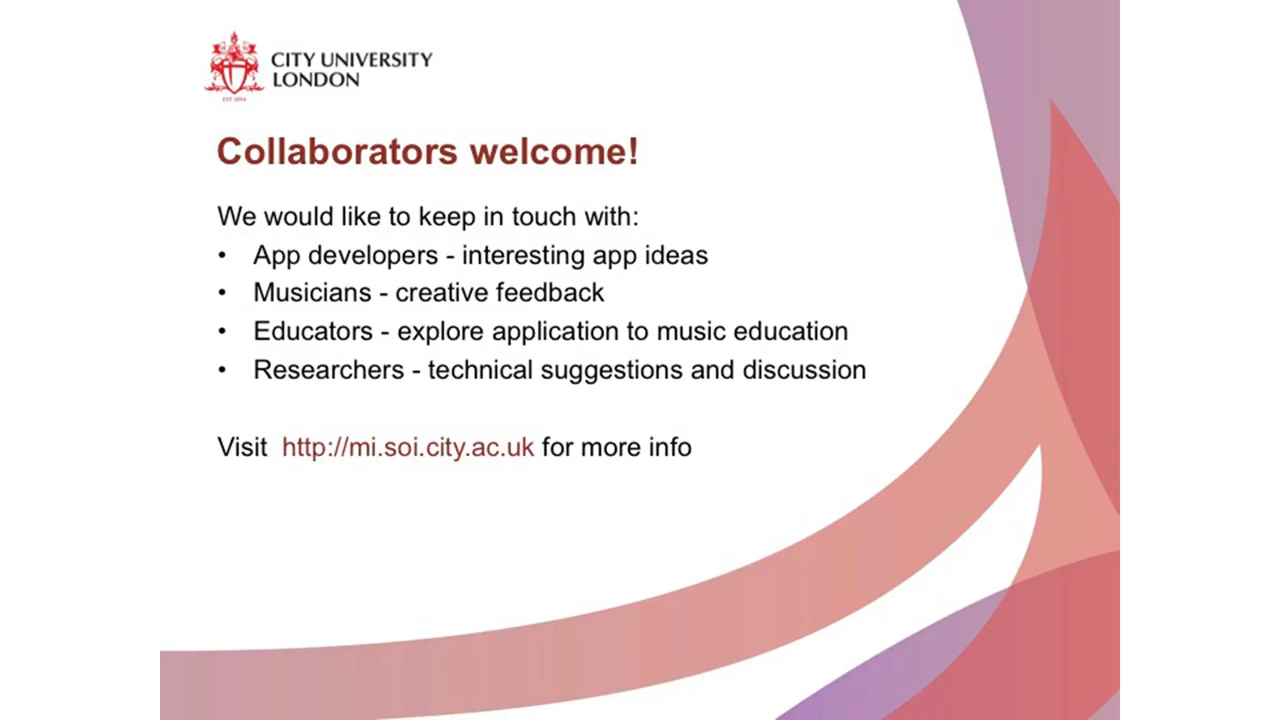 CITY UNIVERSITY
LONDON
EST 1894
Collaborators welcome!
We would like to keep in touch with:
• App developers - interesting app ideas
• Musicians - creative feedback
• Educators - explore application to music education
• Researchers - technical suggestions and discussion
Visit http://mi.soi.city.ac.uk for more info